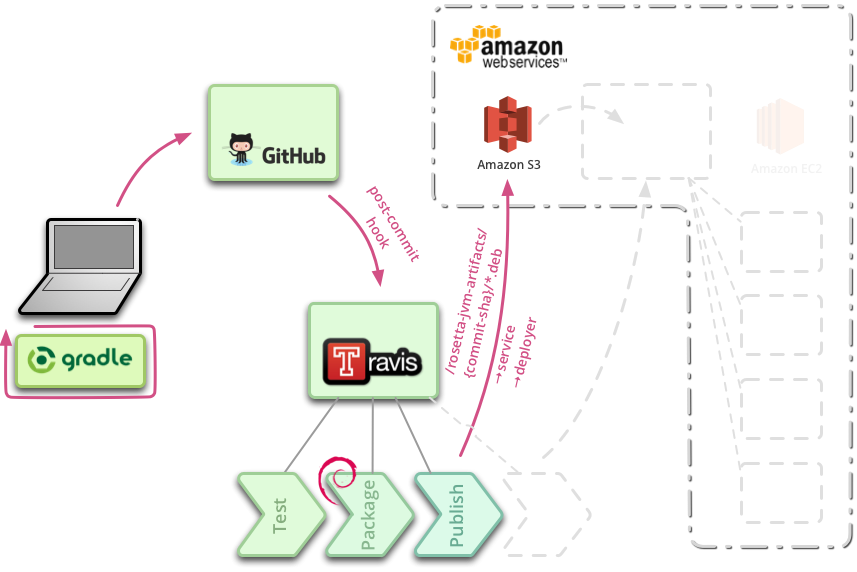 amazon
webservices™
Amazon S3
Amazon EC2
GitHub
post-commit
hook
gradle
Travis
/rosetta-jvm-artifacts/
{commit-sha}/*.deb
→service
→deployer
Test
Package
Publish